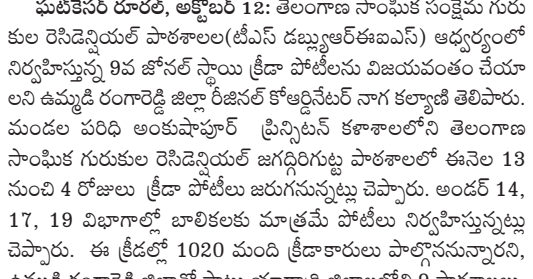 ఘట్‌కేసర్ రూరల్, అక్టోబర్ 12: తెలంగాణ సాంఘిక సంక్షేమ గురు
కుల రెసిడెన్షియల్ పాఠశాలల(టీఎస్ డబ్ల్యుఆర్ఈఐఎస్) ఆధ్వర్యంలో
నిర్వహిస్తున్న 9వ జోనల్ స్థాయి క్రీడా పోటీలను విజయవంతం చేయా
లని ఉమ్మడి రంగారెడ్డి జిల్లా రీజినల్ కోఆర్డినేటర్ నాగ కల్యాణి తెలిపారు.
మండల పరిధి అంకుషాపూర్ ప్రిన్సిటన్ కళాశాలలోని తెలంగాణ
సాంఘిక గురుకుల రెసిడెన్షియల్ జగద్గిరిగుట్ట పాఠశాలలో ఈనెల 13
నుంచి 4 రోజులు క్రీడా పోటీలు జరుగనున్నట్లు చెప్పారు. అండర్ 14,
17, 19 విభాగాల్లో బాలికలకు మాత్రమే పోటీలు నిర్వహిస్తున్నట్లు
చెప్పారు. ఈ క్రీడల్లో 1020 మంది క్రీడాకారులు పాల్గొననున్నారని,